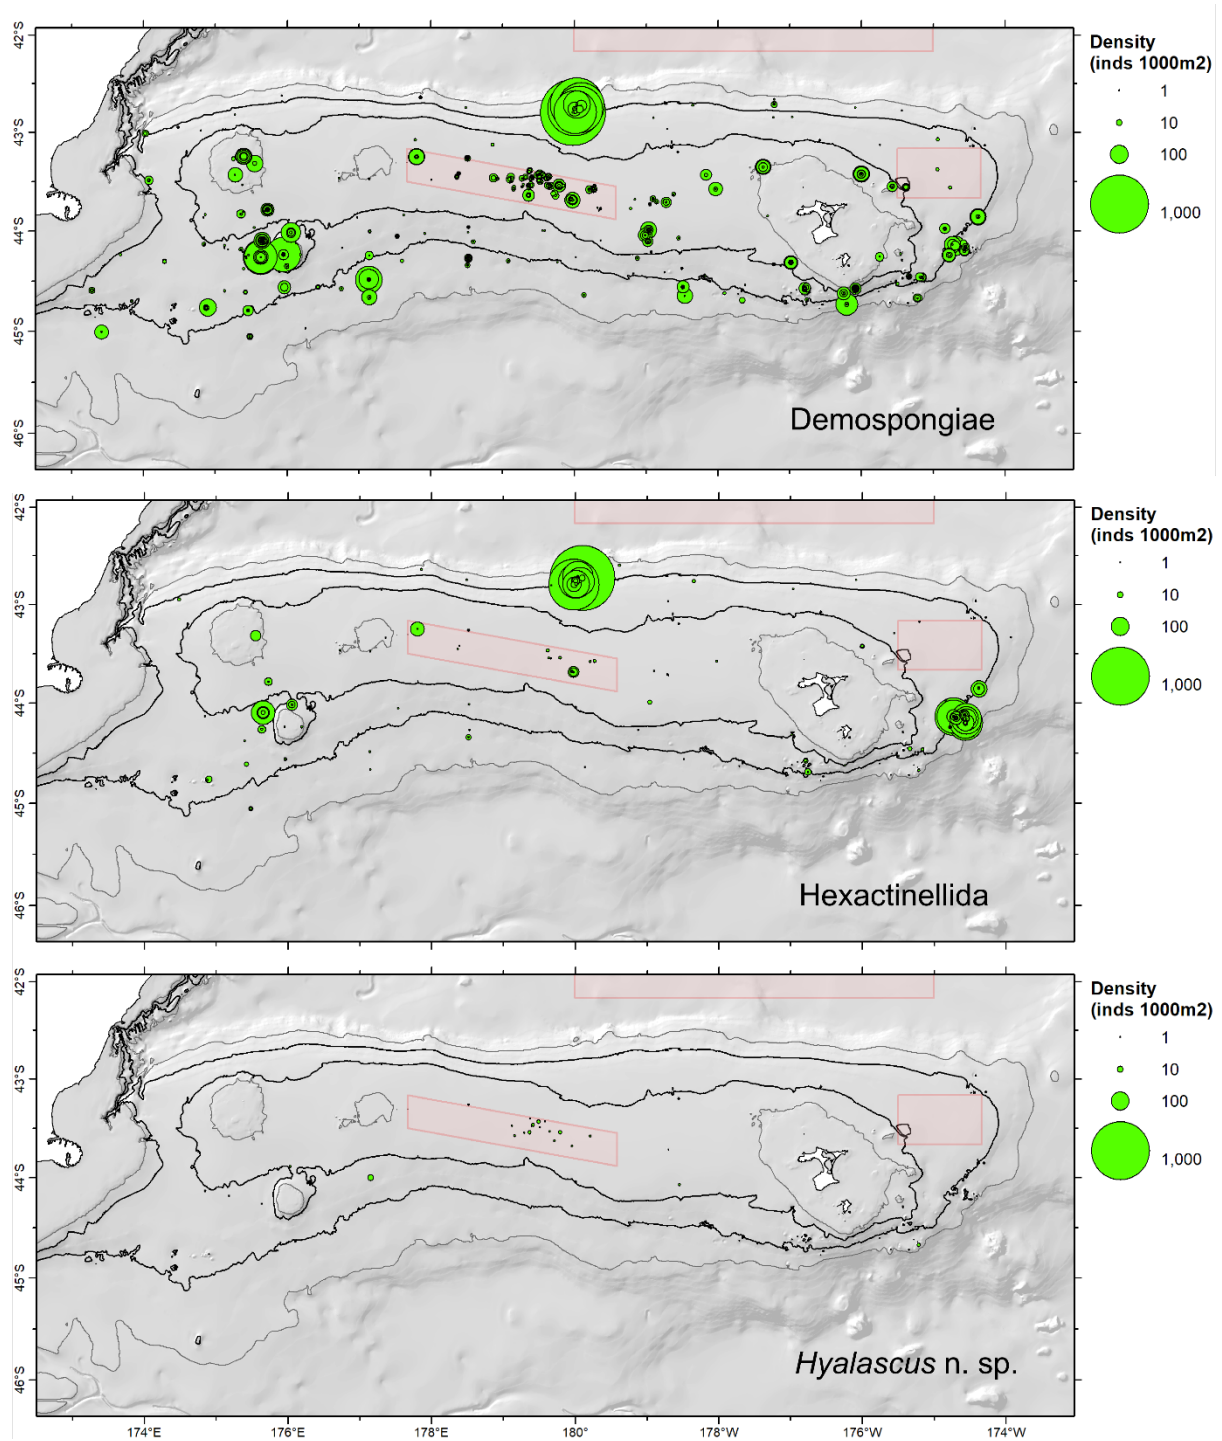 42°S
43°S
44°S
45°S
46°S
Density
(inds 1000m2)
1
10
100
1,000
Demospongiae
42°S
43°S
44°S
45°S
46°S
Density
(inds 1000m2)
1
10
100
1,000
Hexactinellida
42°S
43°S
44°S
45°S
46°S
Density
(inds 1000m2)
1
10
100
1,000
Hyalascus n. sp.
174°E
176°E
178°E
180°
178°W
176°W
174°W